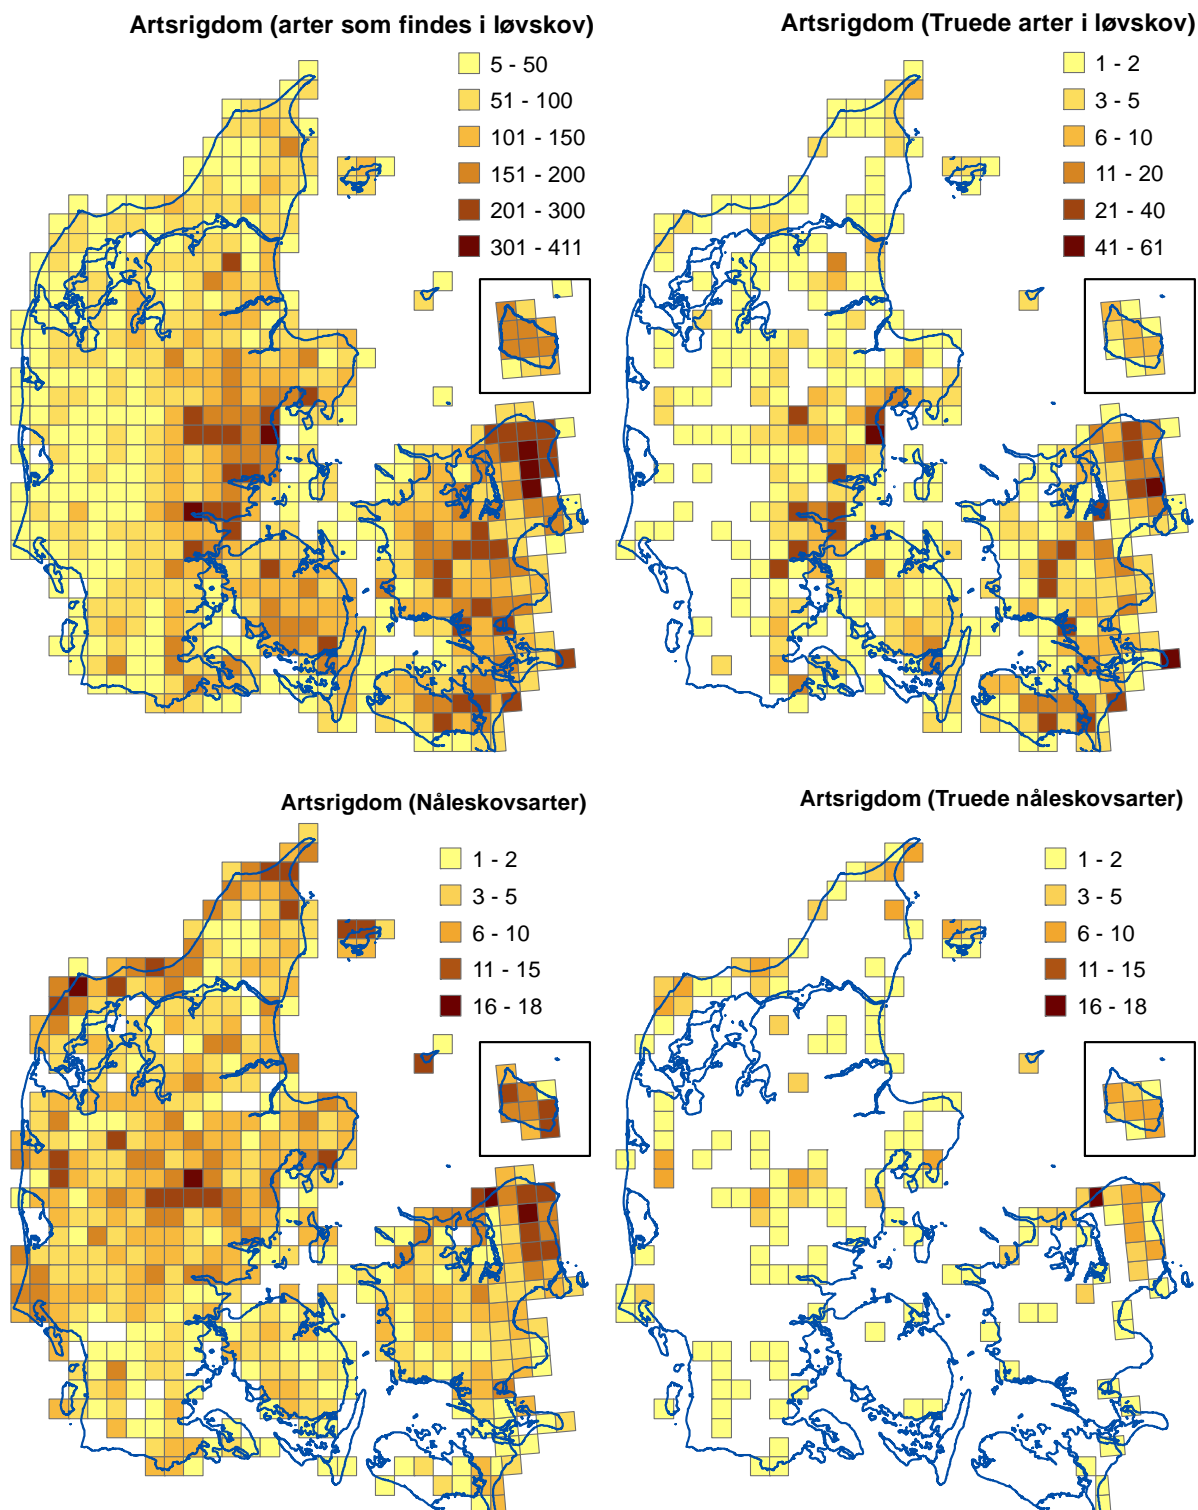 Artsrigdom (arter som findes i løvskov)
5 - 50
51 - 100
101 - 150
151 - 200
201 - 300
301 - 411
Artsrigdom (Truede arter i løvskov)
1 - 2
3 - 5
6 - 10
11 - 20
21 - 40
41 - 61
Artsrigdom (Nåleskovsarter)
1 - 2
3 - 5
6 - 10
11 - 15
16 - 18
Artsrigdom (Truede nåleskovsarter)
1 - 2
3 - 5
6 - 10
11 - 15
16 - 18